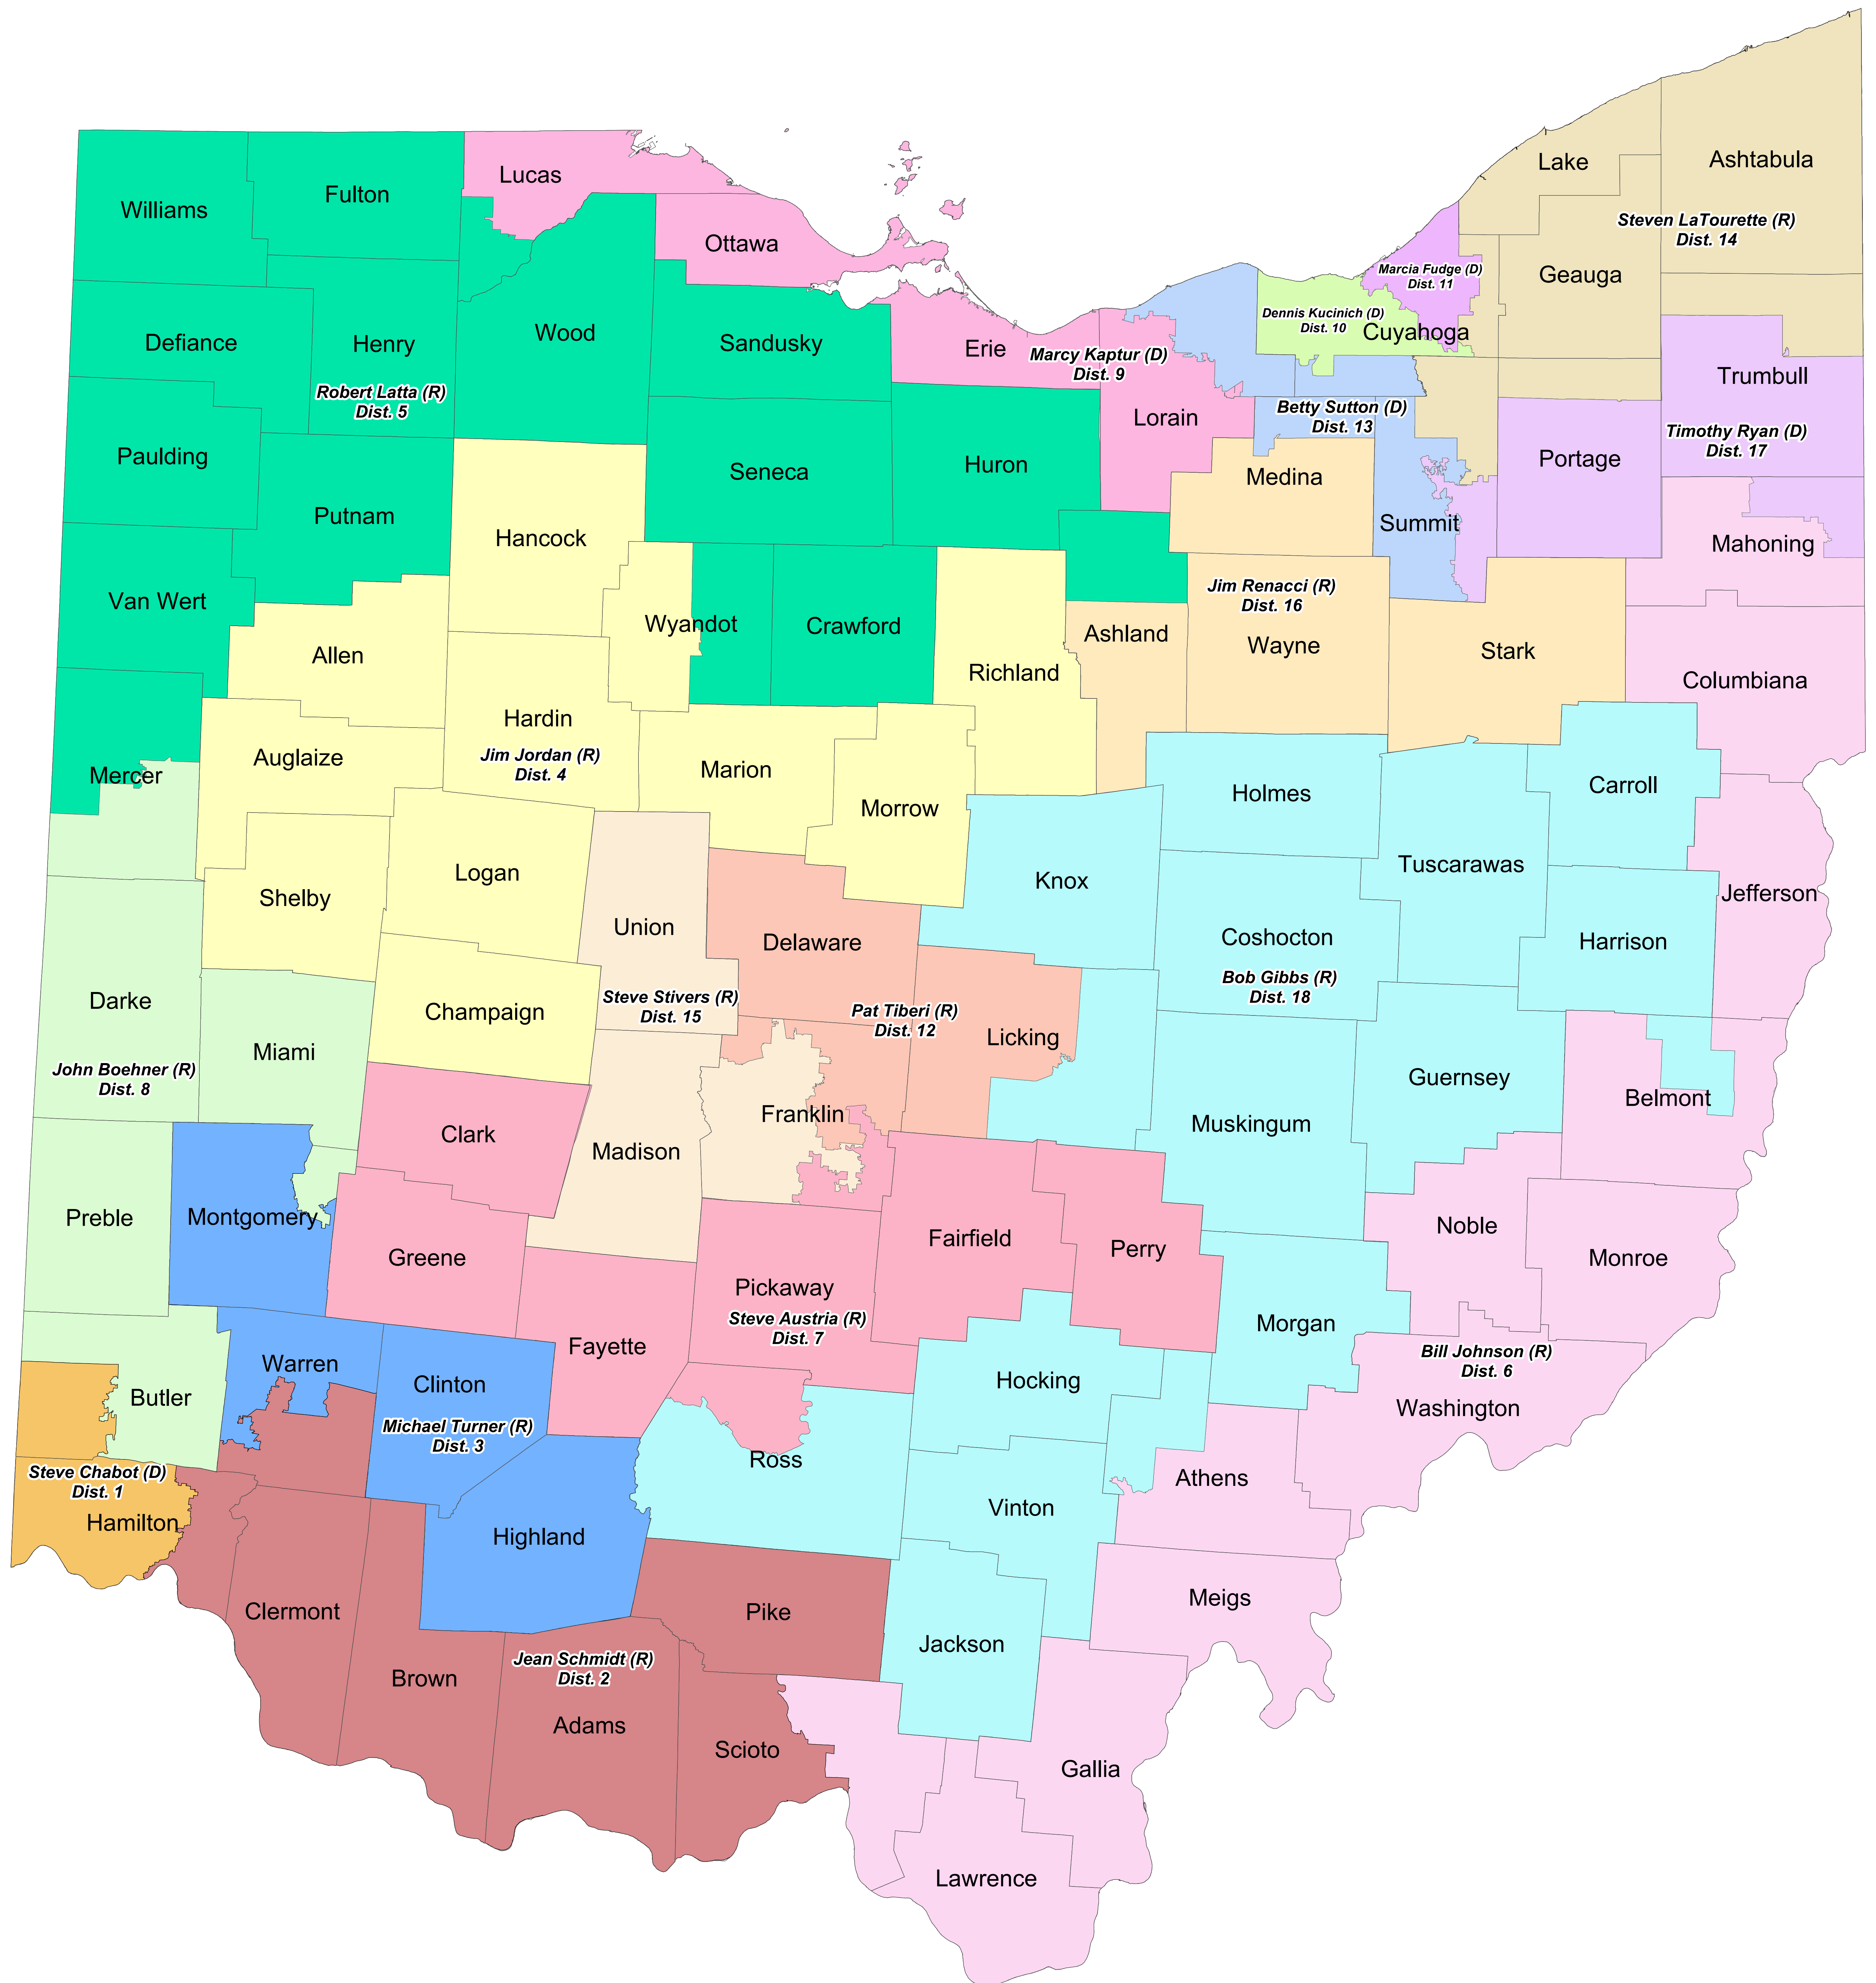 Lake
Ashtabula
Lucas
Fulton
Williams
Steven LaTourette (R)
Dist. 14
Ottawa
Marcia Fudge (D)
Dist. 11
Geauga
Dennis Kucinich (D)
Dist. 10
Cuyahoga
Wood
Defiance
Henry
Sandusky
Erie
Marcy Kaptur (D)
Dist. 9
Trumbull
Robert Latta (R)
Dist. 5
Betty Sutton (D)
Dist. 13
Lorain
Timothy Ryan (D)
Dist. 17
Paulding
Seneca
Huron
Medina
Portage
Putnam
Hancock
Summit
Mahoning
Van Wert
Jim Renacci (R)
Dist. 16
Wyandot
Crawford
Ashland
Wayne
Stark
Allen
Richland
Columbiana
Hardin
Jim Jordan (R)
Dist. 4
Auglaize
Marion
Mercer
Morrow
Holmes
Carroll
Logan
Knox
Tuscarawas
Shelby
Jefferson
Union
Delaware
Coshocton
Harrison
Bob Gibbs (R)
Dist. 18
Darke
Champaign
Steve Stivers (R)
Dist. 15
Pat Tiberi (R)
Dist. 12
Licking
Miami
John Boehner (R)
Dist. 8
Guernsey
Belmont
Franklin
Clark
Muskingum
Madison
Preble
Montgomery
Noble
Fairfield
Perry
Greene
Monroe
Pickaway
Steve Austria (R)
Dist. 7
Morgan
Fayette
Bill Johnson (R)
Dist. 6
Warren
Clinton
Hocking
Butler
Washington
Michael Turner (R)
Dist. 3
Ross
Steve Chabot (D)
Dist. 1
Athens
Hamilton
Vinton
Highland
Meigs
Clermont
Pike
Jackson
Jean Schmidt (R)
Dist. 2
Brown
Adams
Scioto
Gallia
Lawrence